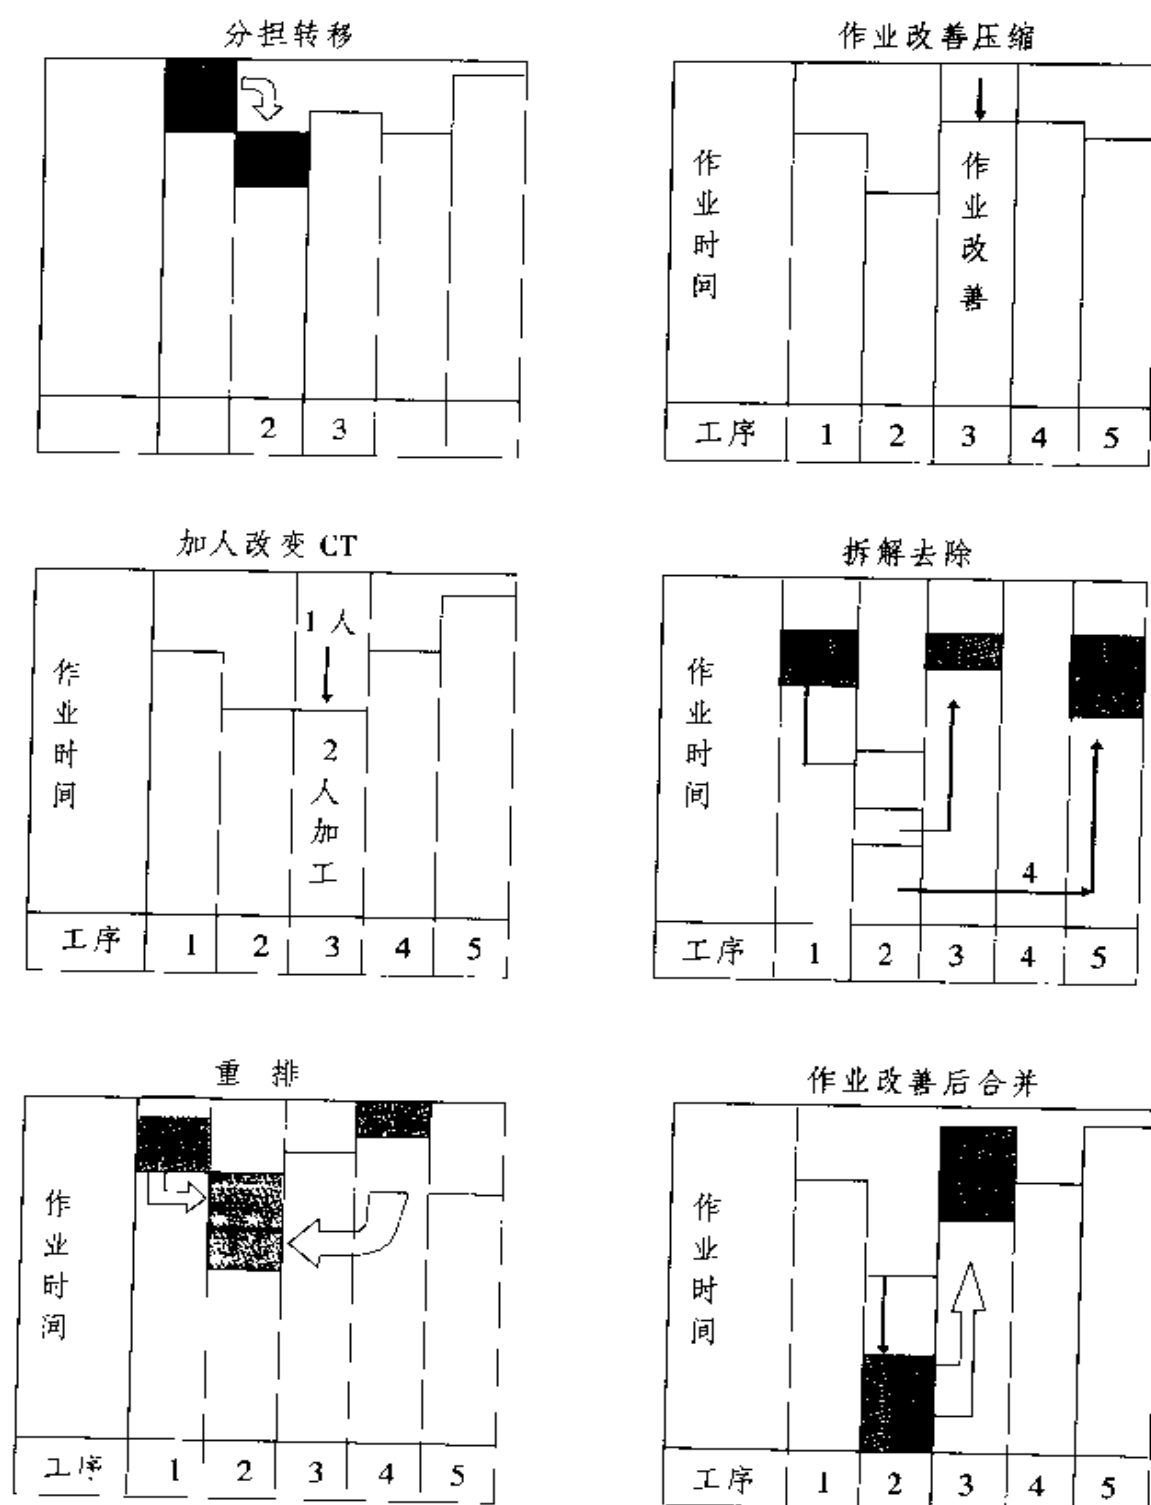 分担转移
2 3
作业改善压缩
作业时间
作业改善
工序 1 2 3 4 5
加人改变 CT
1人
作业时间
2人加工
工序 1 2 3 4 5
拆解去除
作业时间
4
工序 1 2 3 4 5
重 排
作业时间
工序 1 2 3 4 5
作业改善后合并
作业时间
工序 1 2 3 4 5